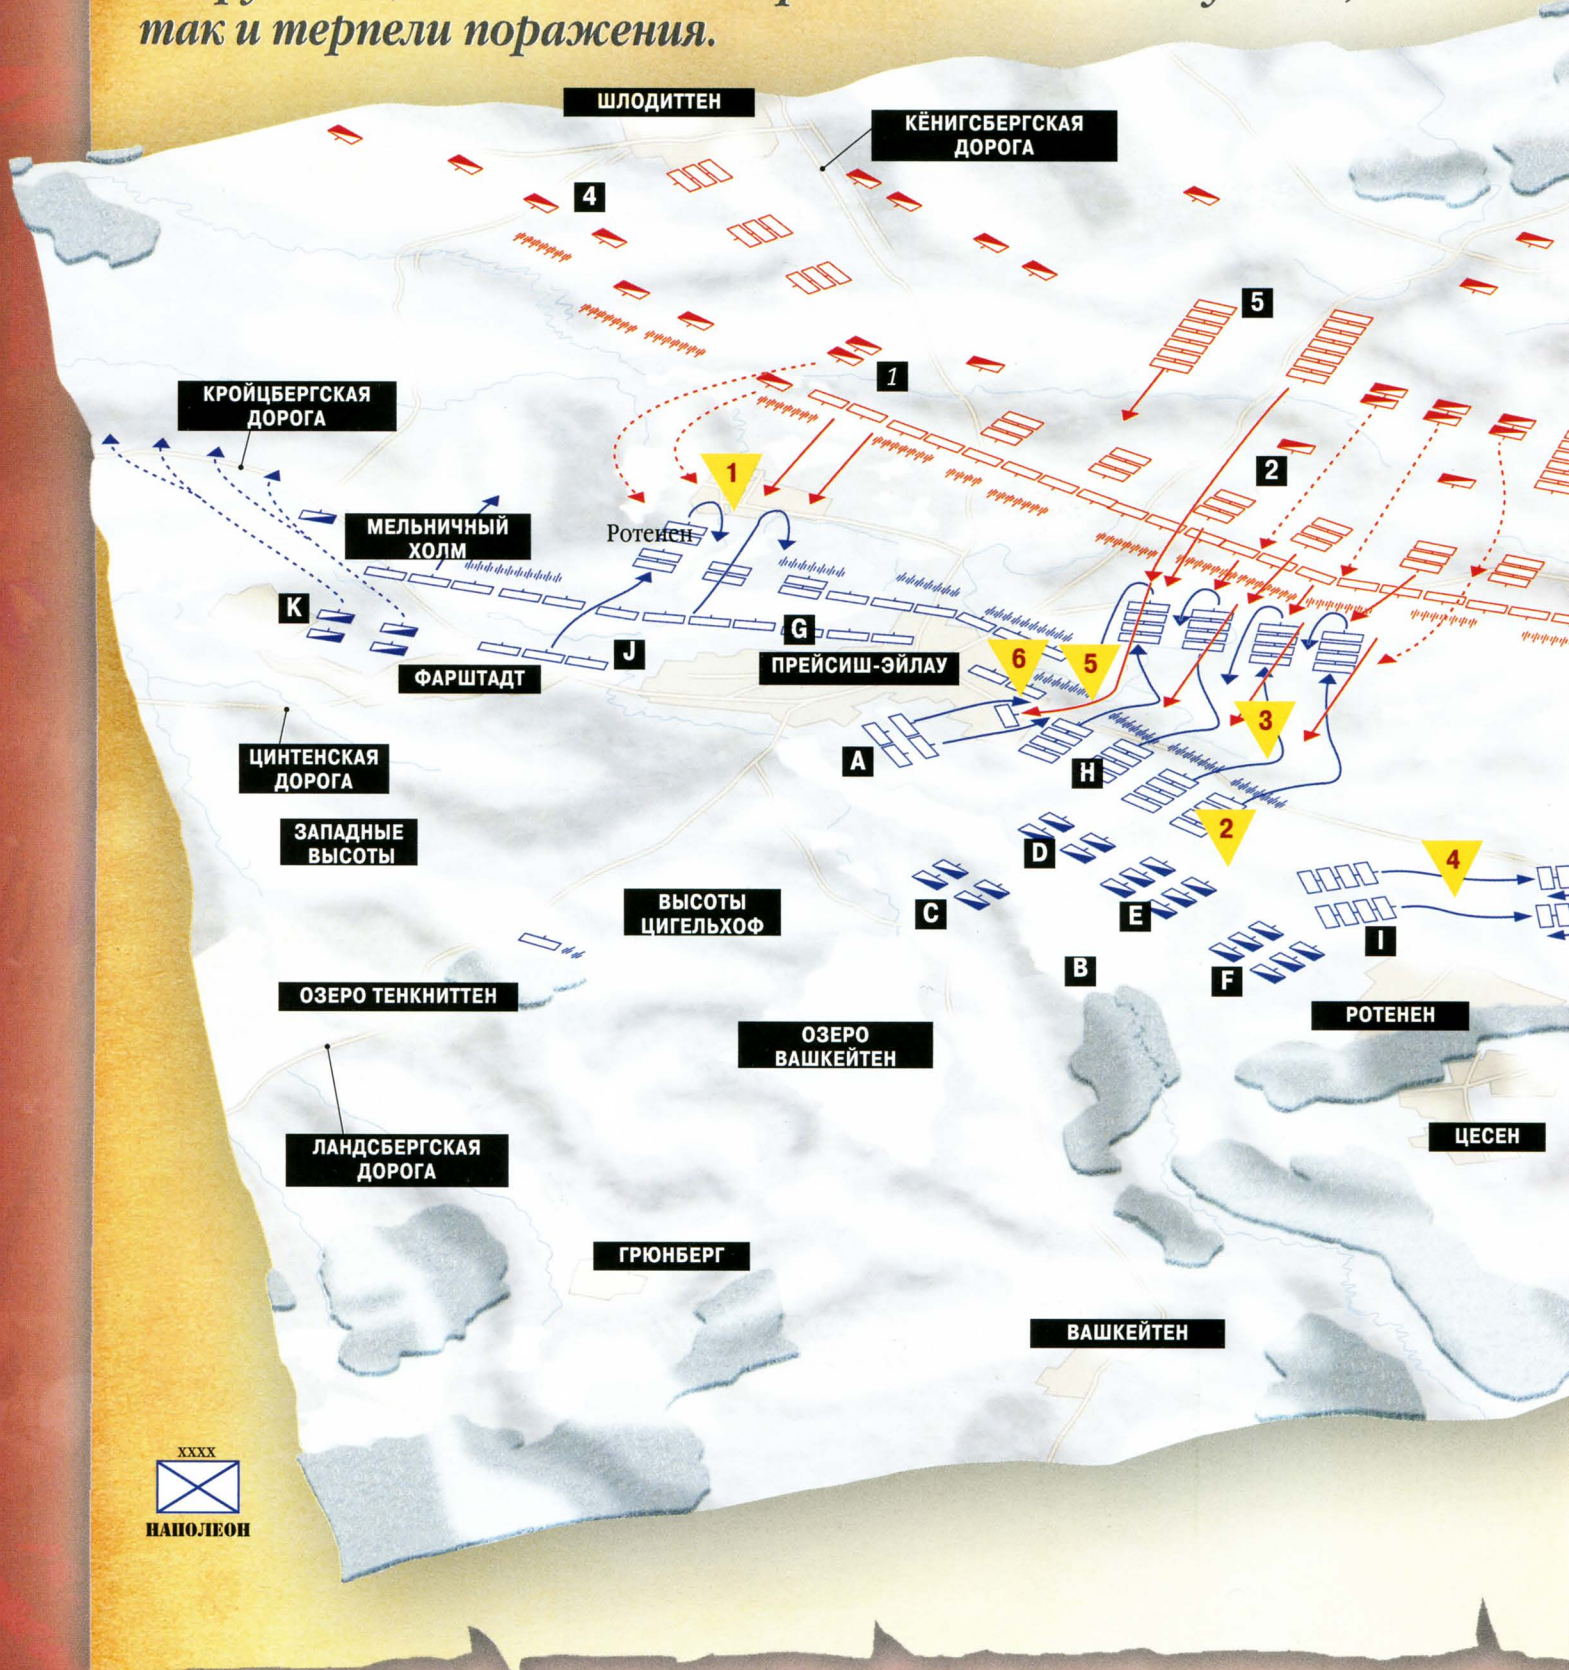 так и терпели поражения.
ШЛОДИТТЕН
КЁНИГСБЕРГСКАЯ
ДОРОГА
4
5
1
КРОЙЦБЕРГСКАЯ
ДОРОГА
2
1
МЕЛЬНИЧНЫЙ
ХОЛМ
Ротенен
K
G
J
ФАРШТАДТ
ПРЕЙСИШ-ЭЙЛАУ
6
5
3
A
H
ЦИНТЕНСКАЯ
ДОРОГА
ЗАПАДНЫЕ
ВЫСОТЫ
D
2
4
C
E
ВЫСОТЫ
ЦИГЕЛЬХОФ
I
B
F
ОЗЕРО ТЕНКНИТТЕН
РОТЕНЕН
ОЗЕРО
ВАШКЕЙТЕН
ЦЕСЕН
ЛАНДСБЕРГСКАЯ
ДОРОГА
ГРЮНБЕРГ
ВАШКЕЙТЕН
XXXX
НАПОЛЕОН